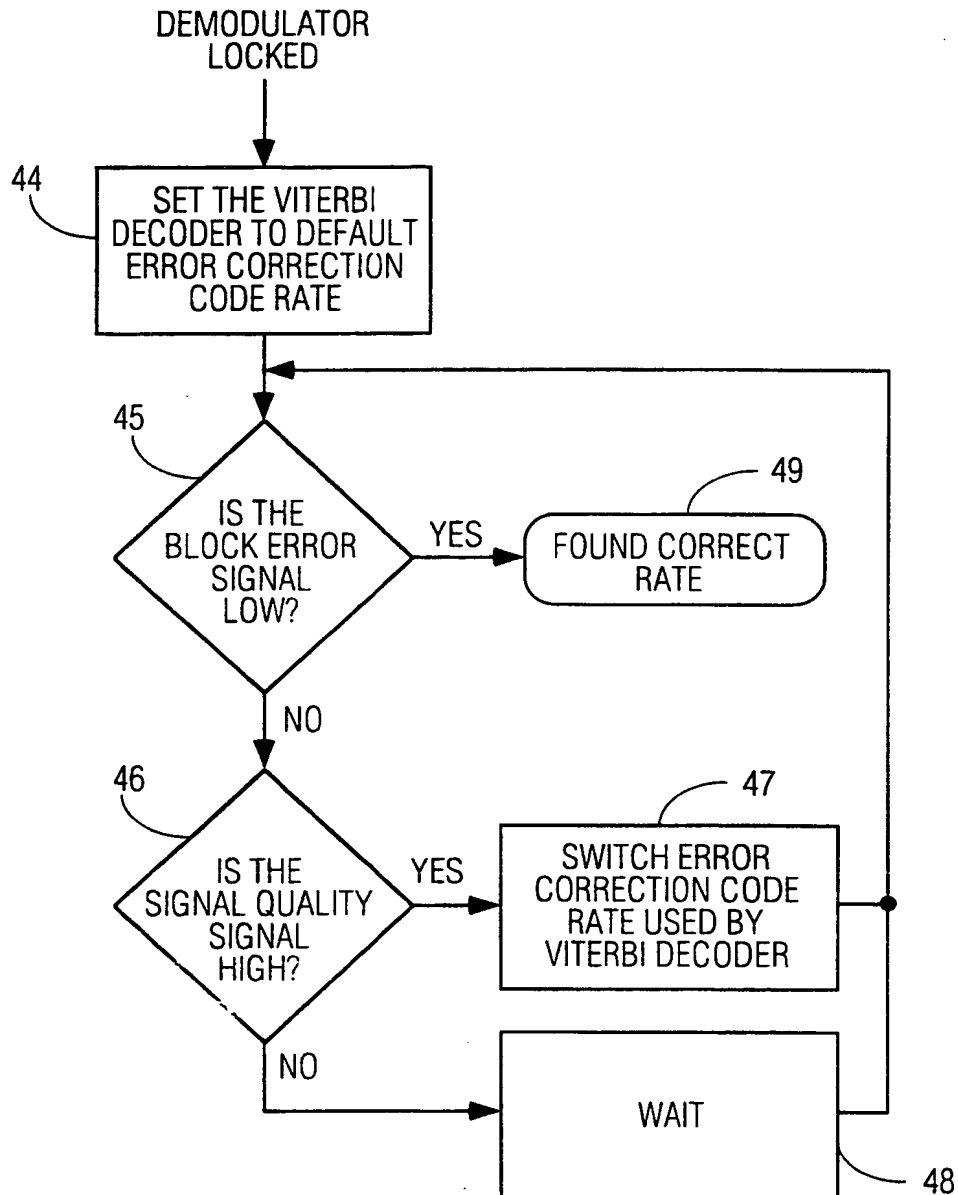 DEMODULATOR
LOCKED
44
SET THE VITERBI
DECODER TO DEFAULT
ERROR CORRECTION
CODE RATE
45
IS THE
BLOCK ERROR
SIGNAL
LOW?
YES
49
FOUND CORRECT
RATE
NO
46
IS THE
SIGNAL QUALITY
SIGNAL
HIGH?
YES
47
SWITCH ERROR
CORRECTION CODE
RATE USED BY
VITERBI DECODER
NO
WAIT
48